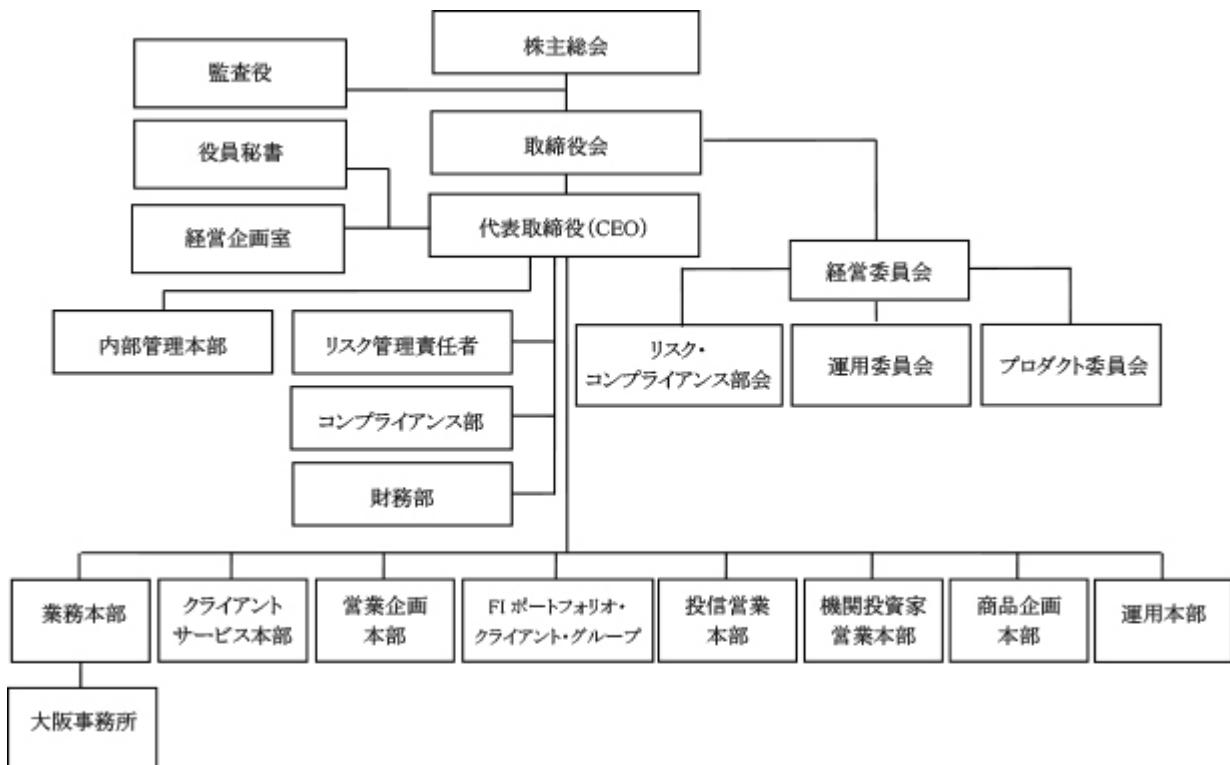 株主総会
監査役
取締役会
役員秘書
代表取締役(CEO)
経営企画室
経営委員会
内部管理本部
リスク管理責任者
リスク・
コンプライアンス部会
運用委員会
プロダクト委員会
コンプライアンス部
財務部
業務本部
クライアント
サービス本部
営業企画
本部
FI ポートフォリオ・
クライアント・グループ
投信営業
本部
機関投資家
営業本部
商品企画
本部
運用本部
大阪事務所